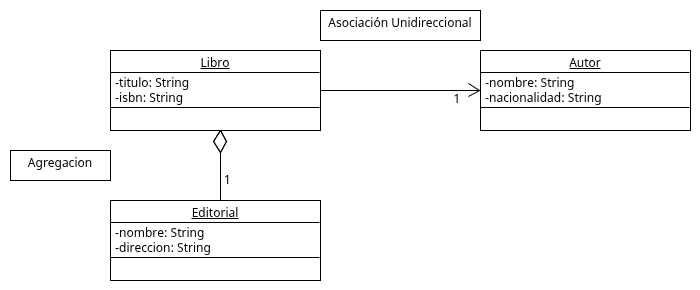 Asociación Unidireccional
Libro
-titulo: String
-isbn: String
1
Autor
-nombre: String
-nacionalidad: String
Agregacion
1
Editorial
-nombre: String
-direccion: String